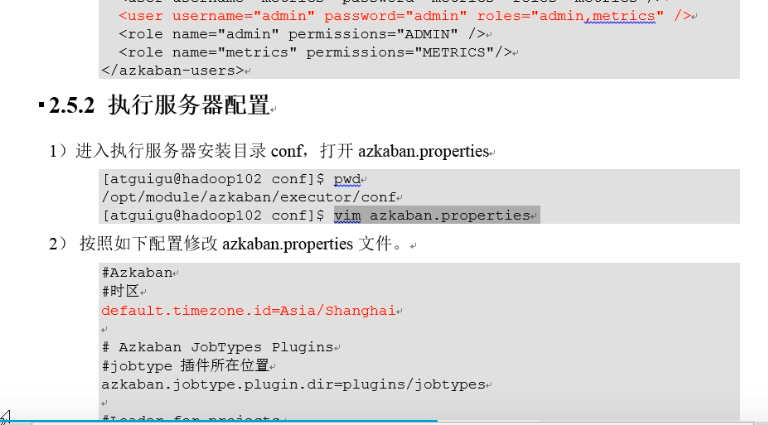 <user username="admin" password="admin" roles="admin,metrics" />
<role name="admin" permissions="ADMIN" />
<role name="metrics" permissions="METRICS"/>
</azkaban-users>
2.5.2 执行服务器配置
1）进入执行服务器安装目录 conf，打开 azkaban.properties
[atguigu@hadoop102 conf]$ pwd
/opt/module/azkaban/executor/conf
[atguigu@hadoop102 conf]$ vim azkaban.properties
2） 按照如下配置修改 azkaban.properties 文件。
#Azkaban
#时区
default.timezone.id=Asia/Shanghai
# Azkaban JobTypes Plugins
#jobtype 插件所在位置
azkaban.jobtype.plugin.dir=plugins/jobtypes
#Loader for projects